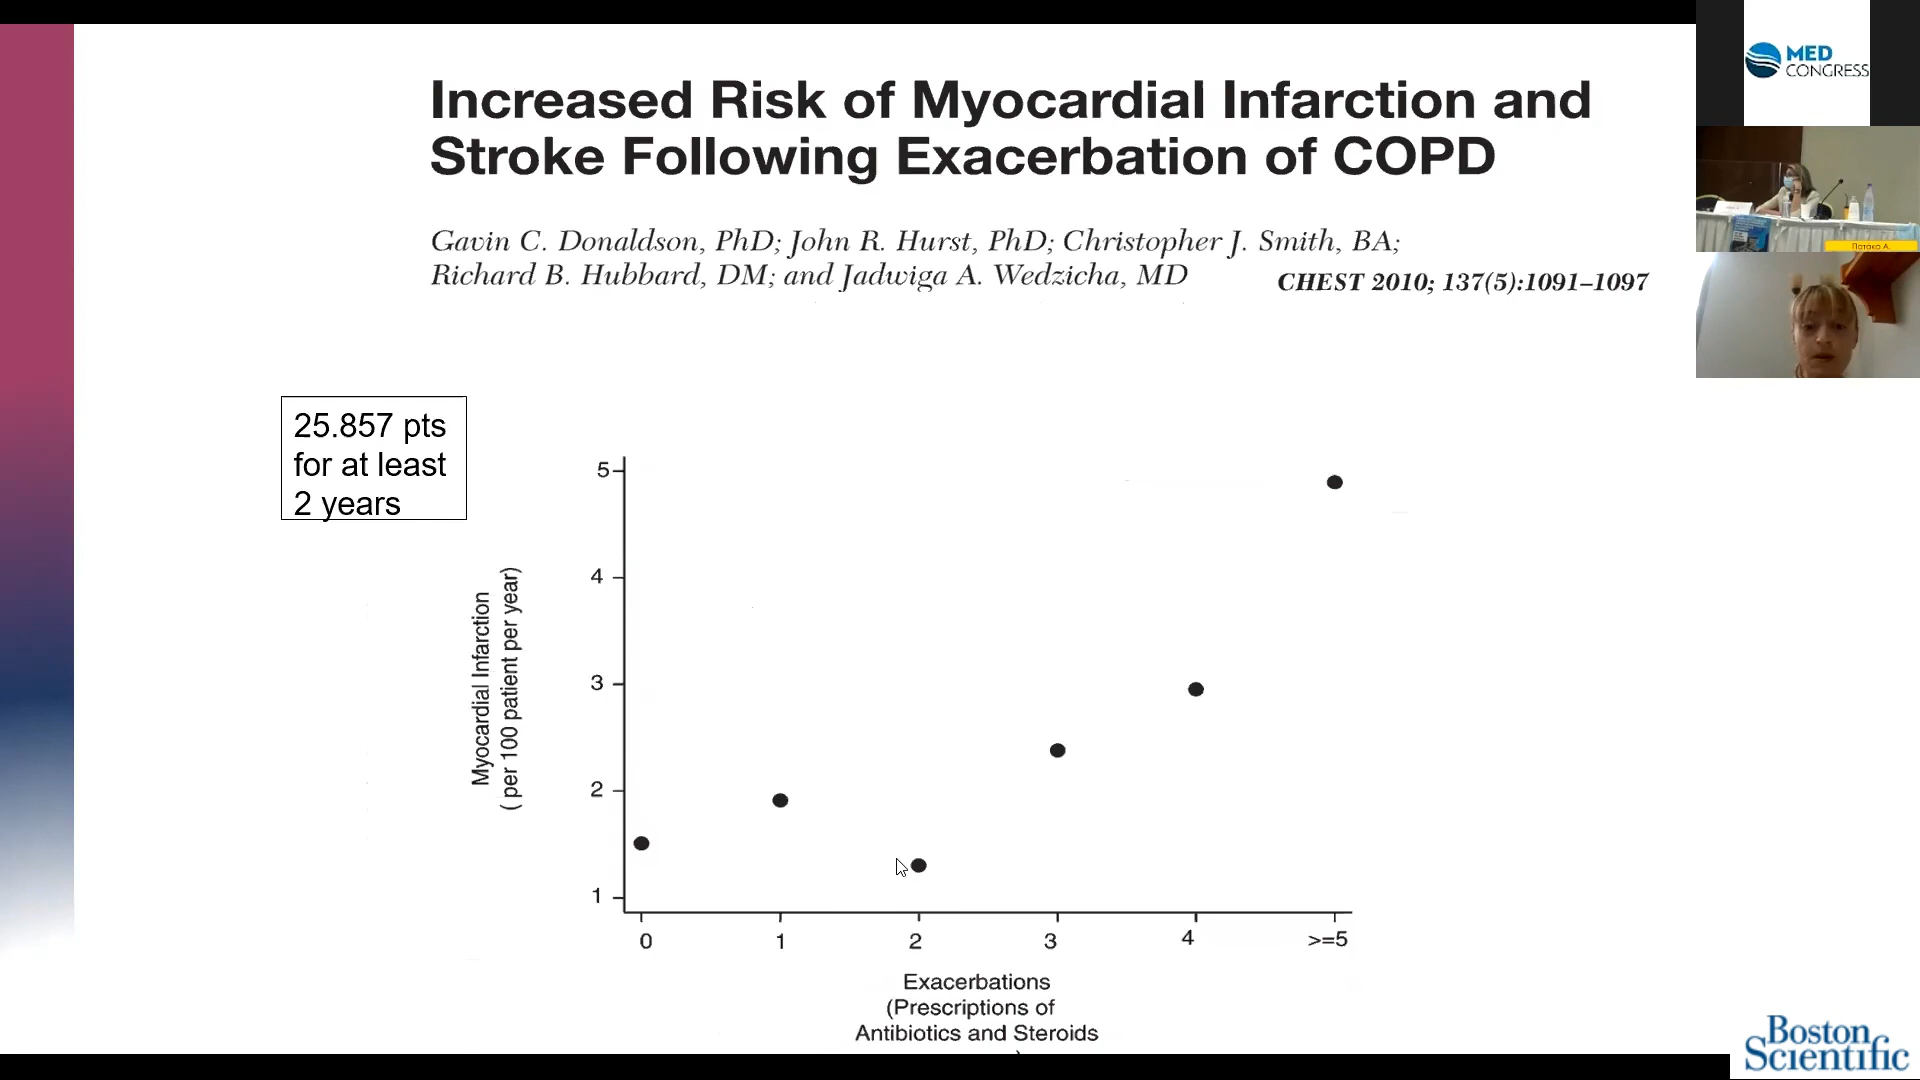 Increased Risk of Myocardial Infarction and
Stroke Following Exacerbation of COPD
Gavin C. Donaldson, PhD; John R. Hurst, PhD; Christopher J. Smith, BA;
Richard B. Hubbard, DM; and Jadwiga A. Wedzicha, MD
CHEST 2010; 137(5):1091–1097
25.857 pts
for at least
2 years
Myocardial Infarction
( per 100 patient per year)
5
4
3
2
1
0 1 2 3 4 >=5
Exacerbations
(Prescriptions of
Antibiotics and Steroids
MED
CONGRESS
Πατάκα Α.
Boston
Scientific